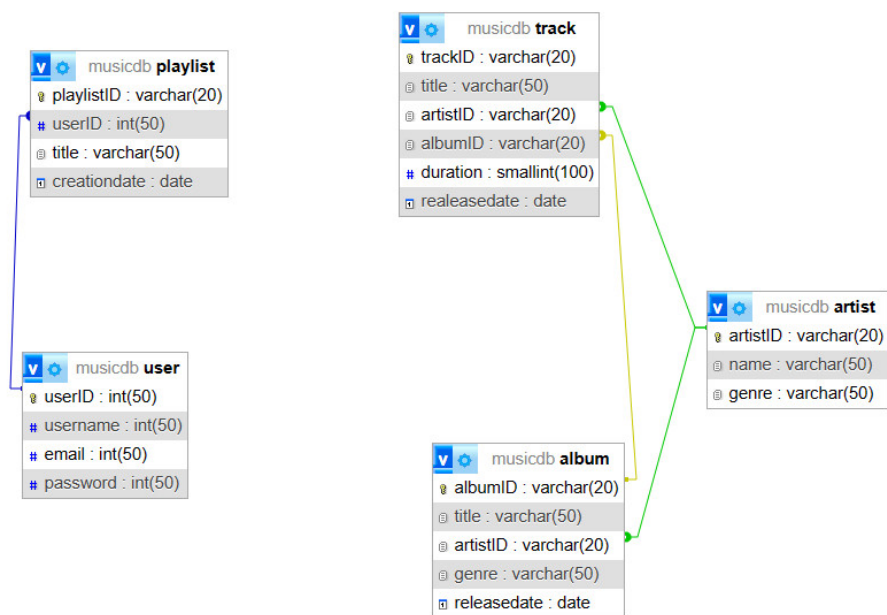 musicdb playlist
playlistID : varchar(20)
userID : int(50)
title : varchar(50)
creationdate : date
musicdb track
trackID : varchar(20)
title : varchar(50)
artistID : varchar(20)
albumID : varchar(20)
duration : smallint(100)
realeasedate : date
musicdb artist
artistID : varchar(20)
name : varchar(50)
genre : varchar(50)
musicdb user
userID : int(50)
username : int(50)
email : int(50)
password : int(50)
musicdb album
albumID : varchar(20)
title : varchar(50)
artistID : varchar(20)
genre : varchar(50)
releasedate : date